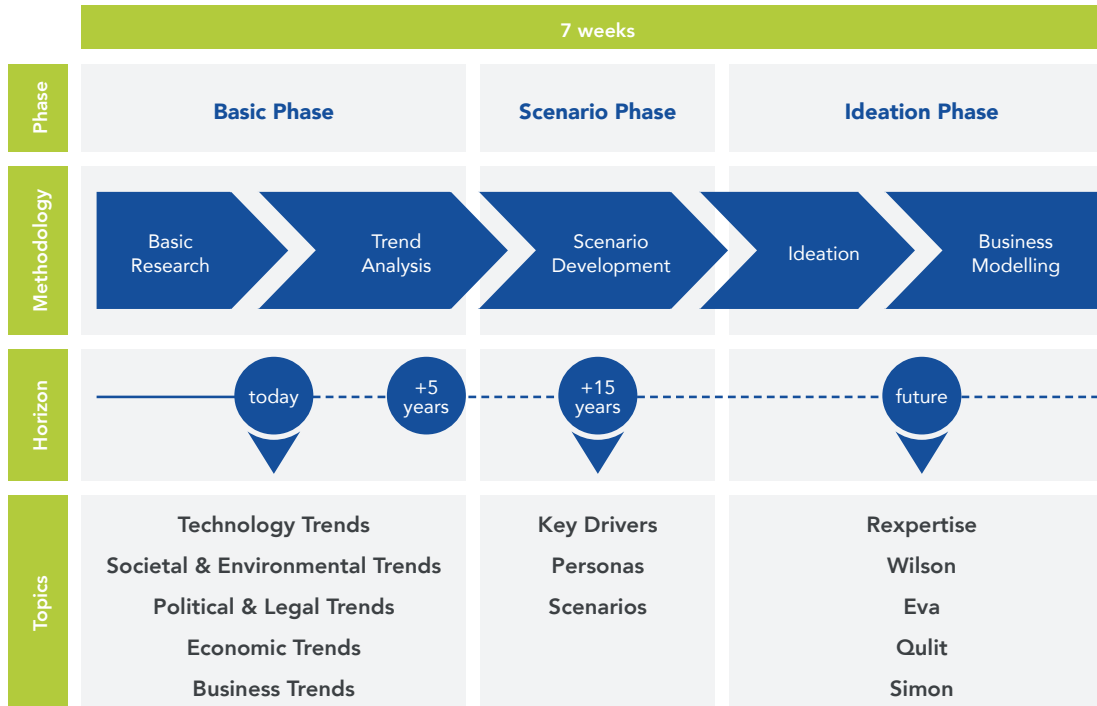 7 weeks
Phase
Basic Phase
Scenario Phase
Ideation Phase
Methodology
Basic
Research
Trend
Analysis
Scenario
Development
Ideation
Business
Modelling
Horizon
today
+5
years
+15
years
future
Topics
Technology Trends
Societal & Environmental Trends
Political & Legal Trends
Economic Trends
Business Trends
Key Drivers
Personas
Scenarios
Rexpertise
Wilson
Eva
Qulit
Simon